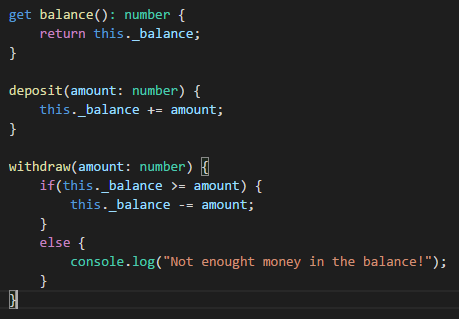 get balance(): number {
    return this._balance;
}

deposit(amount: number) {
    this._balance += amount;
}

withdraw(amount: number) {
    if(this._balance >= amount) {
        this._balance -= amount;
    }
    else {
        console.log("Not enought money in the balance!");
    }
}